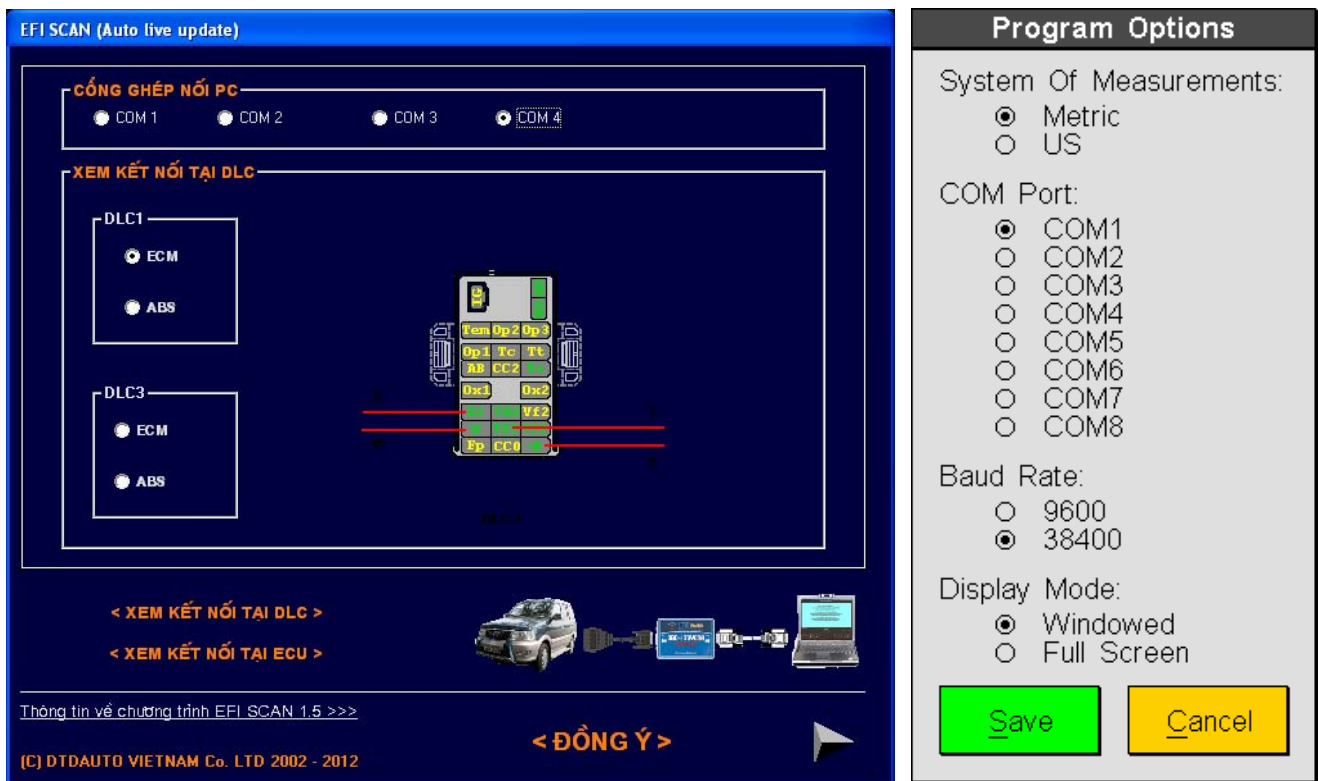 EFI SCAN (Auto live update)
CỔNG GHÉP NỐI PC
COM 1 COM 2 COM 3 COM 4
XEM KẾT NỐI TẠI DLC
DLC1
ECM
ABS
DLC3
ECM
ABS
Tem Op2 Op3
Op1 Tc Tt
AB CC2
Ox1 Ox2
Vf2
Fp CCO
< XEM KẾT NỐI TẠI DLC >
< XEM KẾT NỐI TẠI ECU >
Thông tin về chương trình EFI SCAN 1.5 >>>
< ĐỒNG Ý >
(C) DTDAUTO VIETNAM Co. LTD 2002 - 2012
Program Options
System Of Measurements:
Metric
US
COM Port:
COM1
COM2
COM3
COM4
COM5
COM6
COM7
COM8
Baud Rate:
9600
38400
Display Mode:
Windowed
Full Screen
Save Cancel